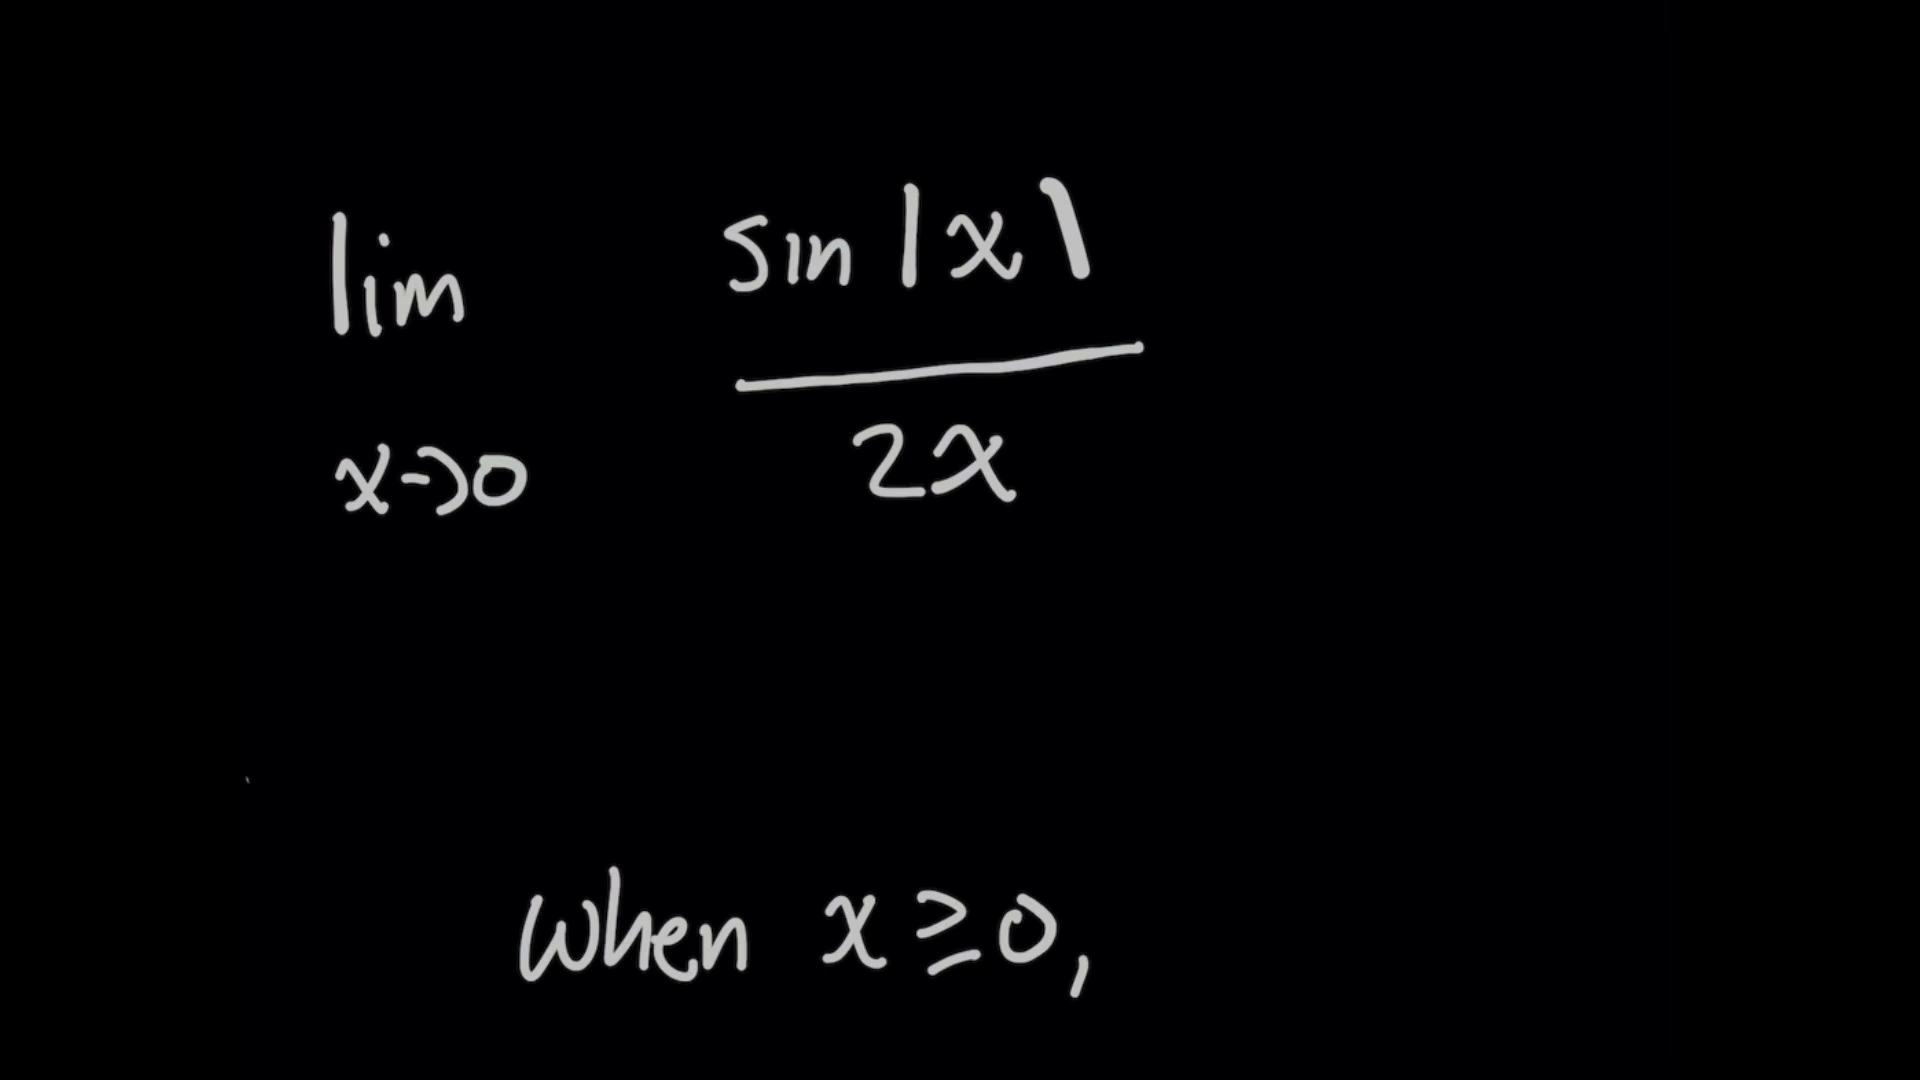 lim sin|x|
x→0 2x
when x ≥ 0,